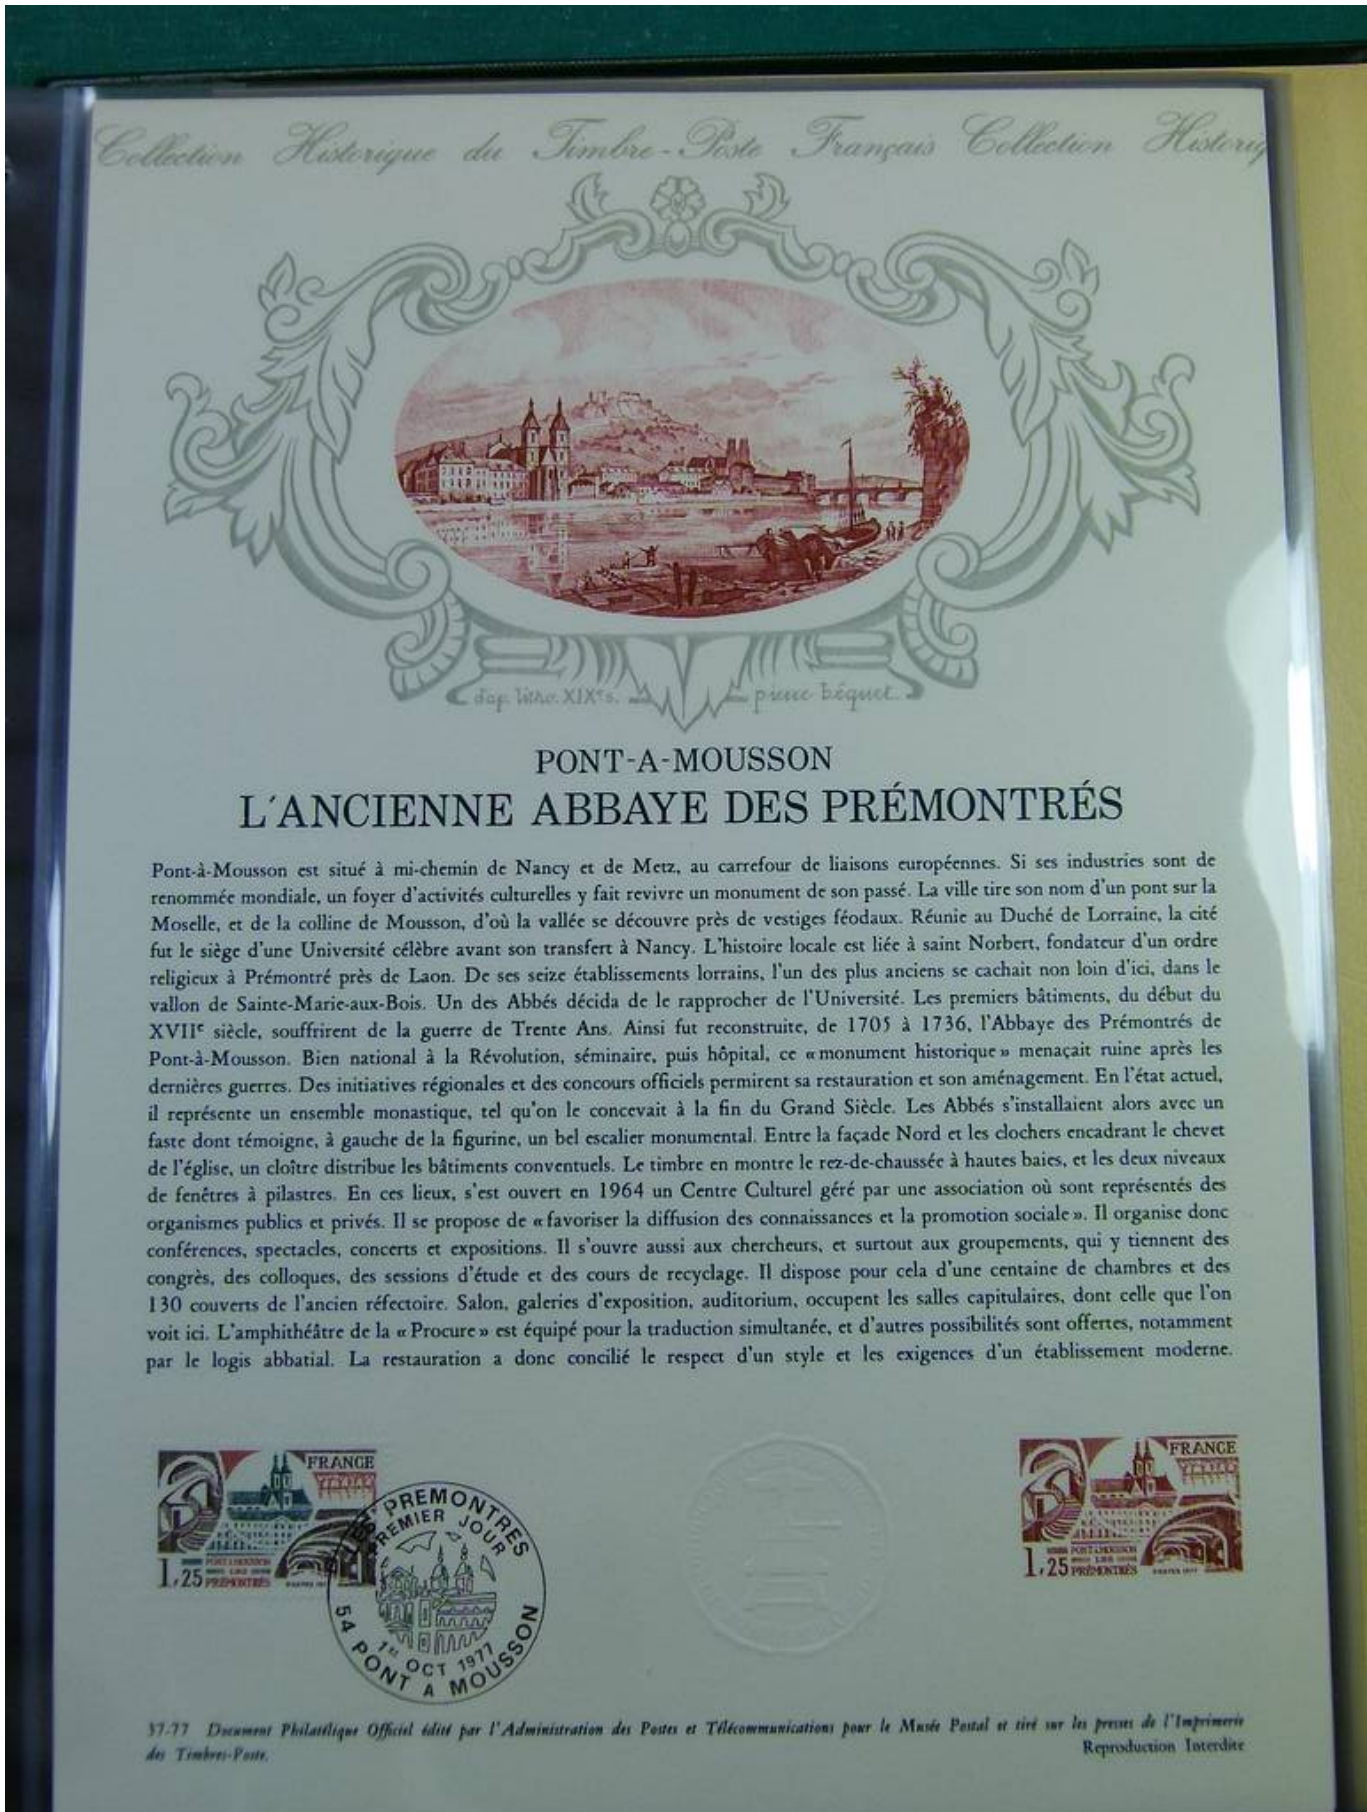 Collection Historique du Timbre-Poste Français Collection Historiq
d'ap. litho. XIXe s. pierre béquet.
PONT-A-MOUSSON
L'ANCIENNE ABBAYE DES PRÉMONTRÉS
Pont-à-Mousson est situé à mi-chemin de Nancy et de Metz, au carrefour de liaisons européennes. Si ses industries sont de
renommée mondiale, un foyer d'activités culturelles y fait revivre un monument de son passé. La ville tire son nom d'un pont sur la
Moselle, et de la colline de Mousson, d'où la vallée se découvre près de vestiges féodaux. Réunie au Duché de Lorraine, la cité
fut le siège d'une Université célèbre avant son transfert à Nancy. L'histoire locale est liée à saint Norbert, fondateur d'un ordre
religieux à Prémontré près de Laon. De ses seize établissements lorrains, l'un des plus anciens se cachait non loin d'ici, dans le
vallon de Sainte-Marie-aux-Bois. Un des Abbés décida de le rapprocher de l'Université. Les premiers bâtiments, du début du
XVIIe siècle, souffrirent de la guerre de Trente Ans. Ainsi fut reconstruite, de 1705 à 1736, l'Abbaye des Prémontrés de
Pont-à-Mousson. Bien national à la Révolution, séminaire, puis hôpital, ce « monument historique » menaçait ruine après les
dernières guerres. Des initiatives régionales et des concours officiels permirent sa restauration et son aménagement. En l'état actuel,
il représente un ensemble monastique, tel qu'on le concevait à la fin du Grand Siècle. Les Abbés s'installaient alors avec un
faste dont témoigne, à gauche de la figurine, un bel escalier monumental. Entre la façade Nord et les clochers encadrant le chevet
de l'église, un cloître distribue les bâtiments conventuels. Le timbre en montre le rez-de-chaussée à hautes baies, et les deux niveaux
de fenêtres à pilastres. En ces lieux, s'est ouvert en 1964 un Centre Culturel géré par une association où sont représentés des
organismes publics et privés. Il se propose de « favoriser la diffusion des connaissances et la promotion sociale ». Il organise donc
conférences, spectacles, concerts et expositions. Il s'ouvre aussi aux chercheurs, et surtout aux groupements, qui y tiennent des
congrès, des colloques, des sessions d'étude et des cours de recyclage. Il dispose pour cela d'une centaine de chambres et des
130 couverts de l'ancien réfectoire. Salon, galeries d'exposition, auditorium, occupent les salles capitulaires, dont celle que l'on
voit ici. L'amphithéâtre de la « Procure » est équipé pour la traduction simultanée, et d'autres possibilités sont offertes, notamment
par le logis abbatial. La restauration a donc concilié le respect d'un style et les exigences d'un établissement moderne.
FRANCE
1,25
PONT A MOUSSON
LES
PRÉMONTRÉS
LES PREMONTRES
PREMIER JOUR
1er OCT 1977
54 PONT A MOUSSON
FRANCE
1,25
PONT A MOUSSON
LES
PRÉMONTRÉS
37-77 Document Philatélique Officiel édité par l'Administration des Postes et Télécommunications pour le Musée Postal et tiré sur les presses de l'Imprimerie
des Timbres-Poste.
Reproduction Interdite